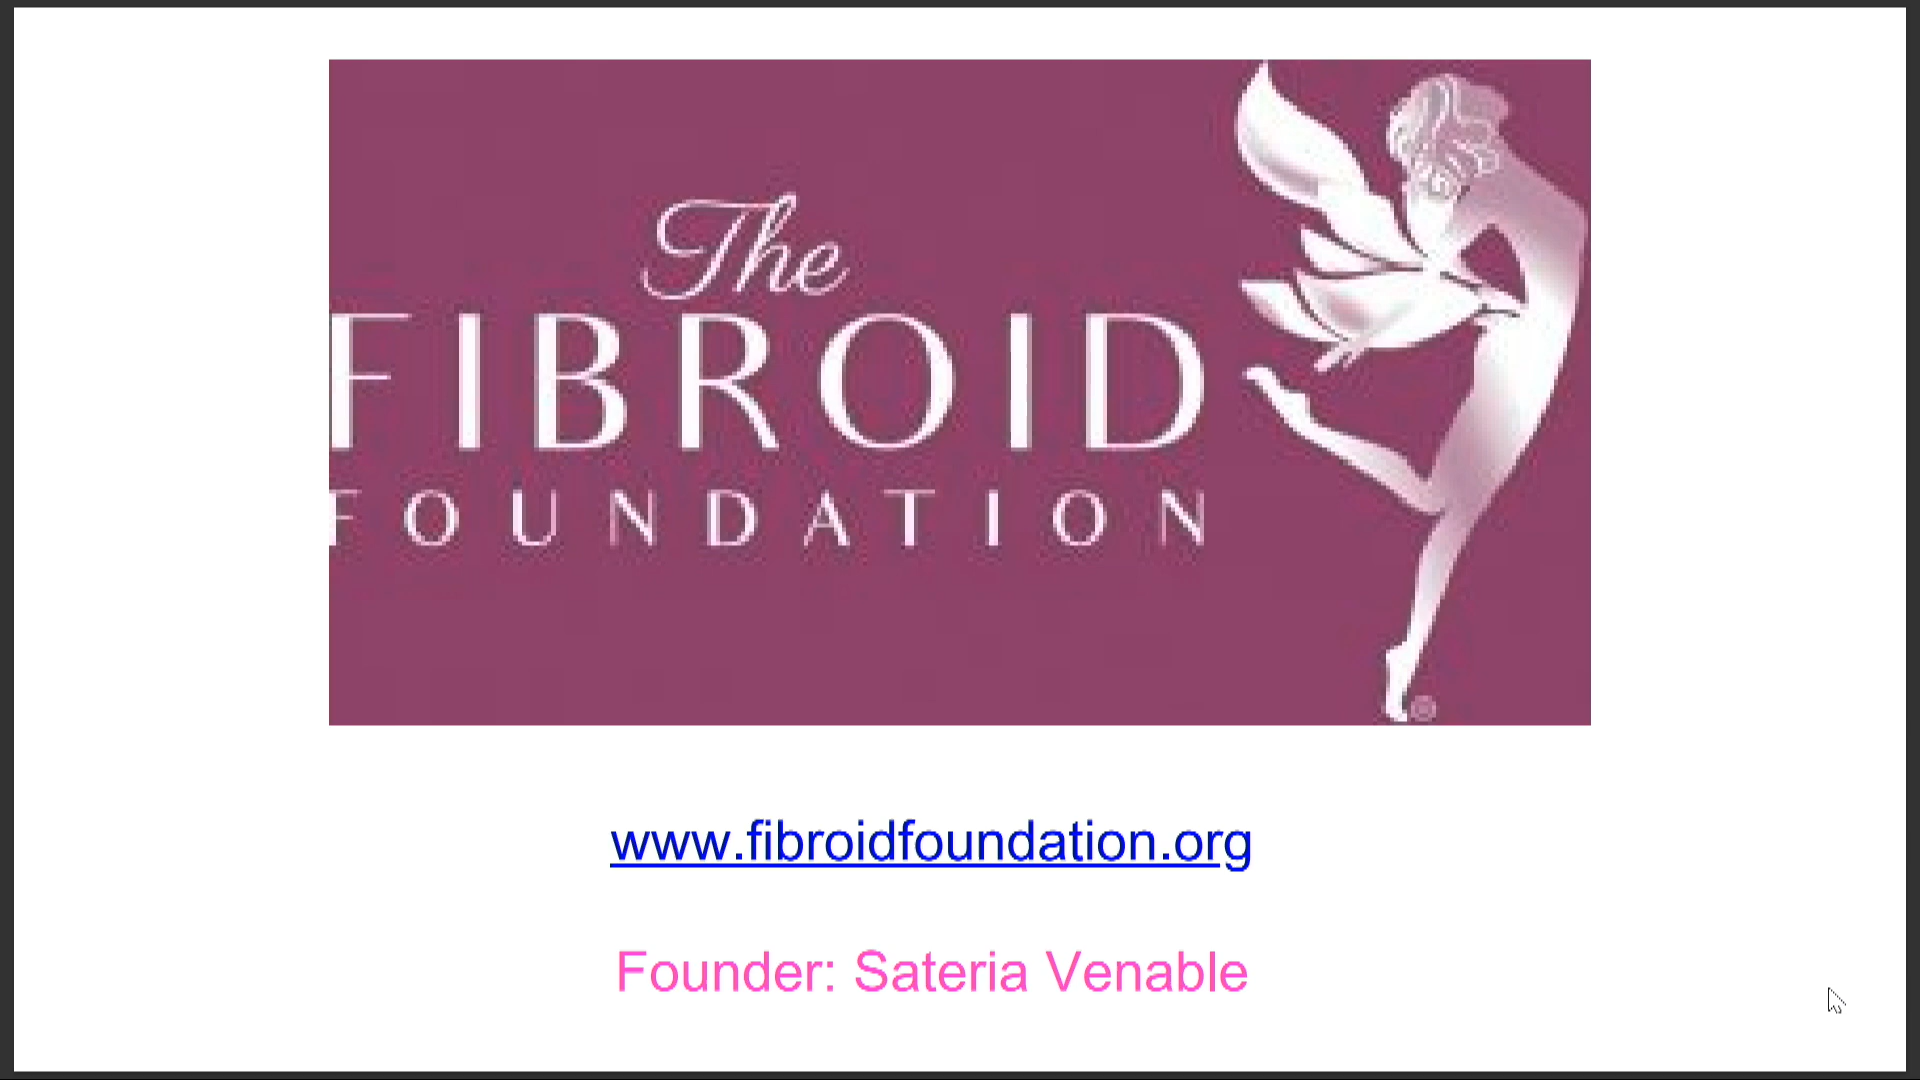 The
FIBROID
FOUNDATION
®
www.fibroidfoundation.org
Founder: Sateria Venable